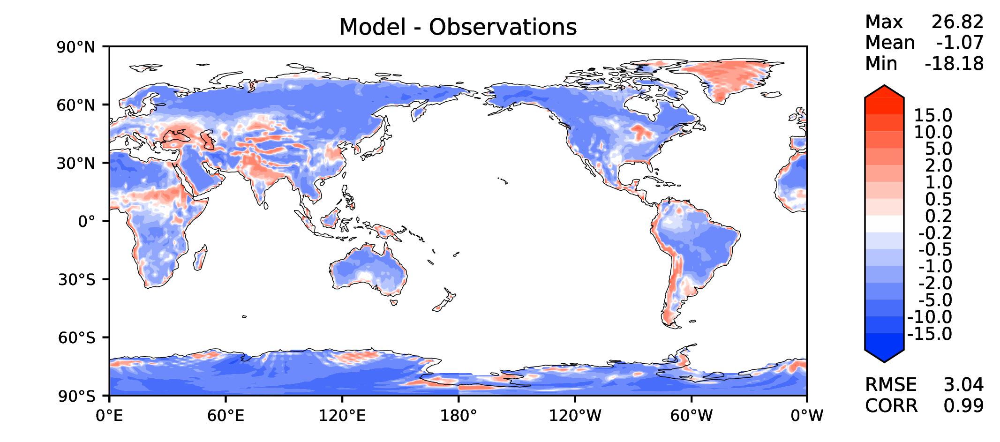 Model - Observations
Max 26.82
Mean -1.07
Min -18.18
90°N
60°N
30°N
0°
30°S
60°S
90°S
0°E 60°E 120°E 180° 120°W 60°W 0°W
15.0
10.0
5.0
2.0
1.0
0.5
0.2
-0.2
-0.5
-1.0
-2.0
-5.0
-10.0
-15.0
RMSE 3.04
CORR 0.99